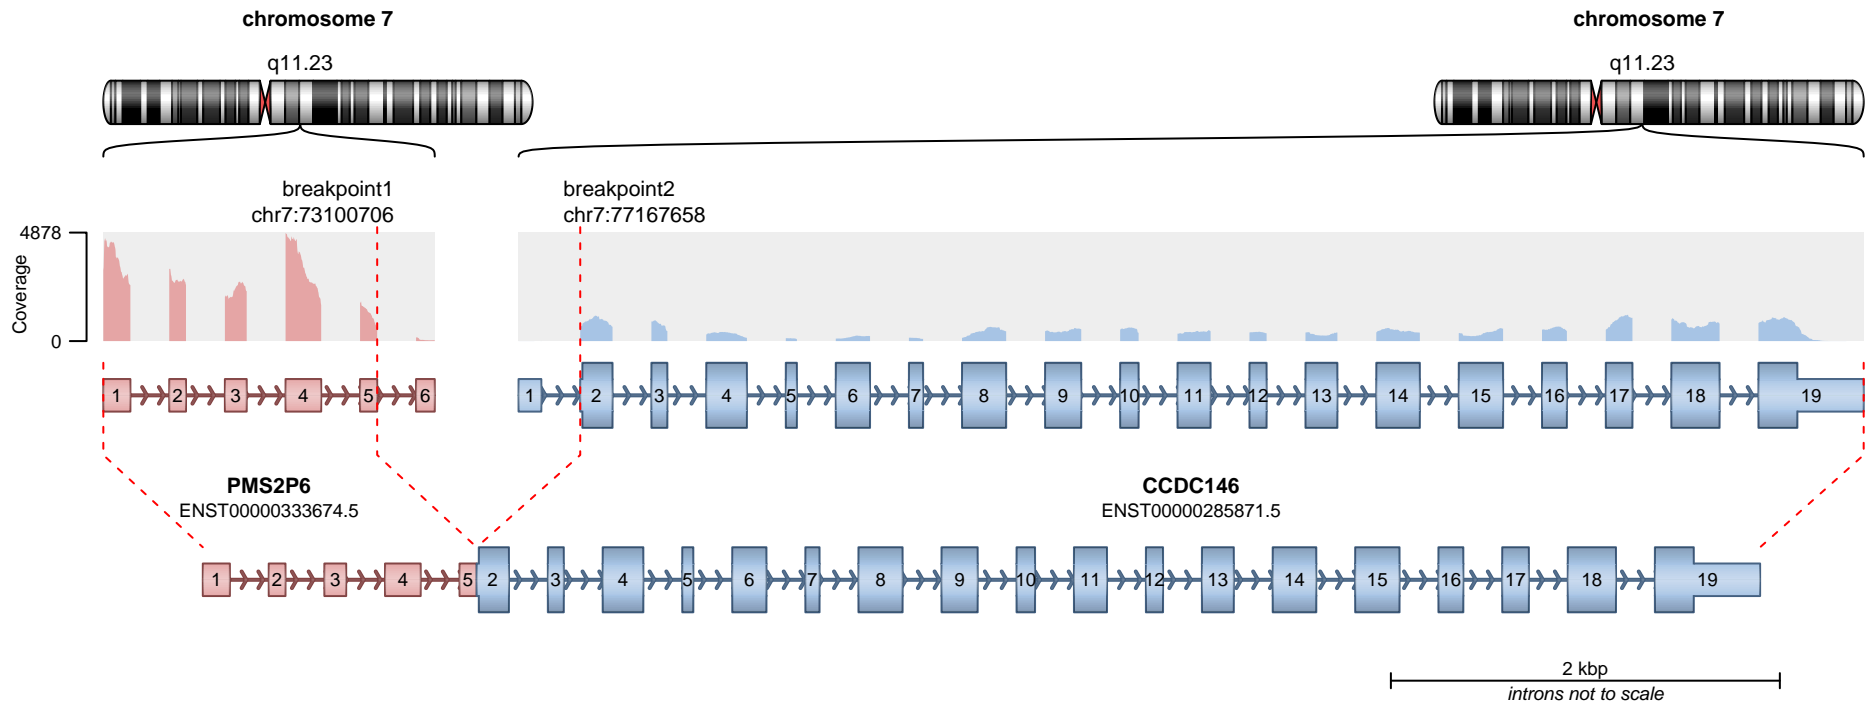 chromosome 7
chromosome 7
q11.23
q11.23
breakpoint1
chr7:73100706
breakpoint2
chr7:77167658
4878
Coverage
0
1 2 3 4 5 6
1 2 3 4 5 6 7 8 9 10 11 12 13 14 15 16 17 18 19
PMS2P6
ENST00000333674.5
CCDC146
ENST00000285871.5
1 2 3 4 5 2 3 4 5 6 7 8 9 10 11 12 13 14 15 16 17 18 19
2 kbp
introns not to scale